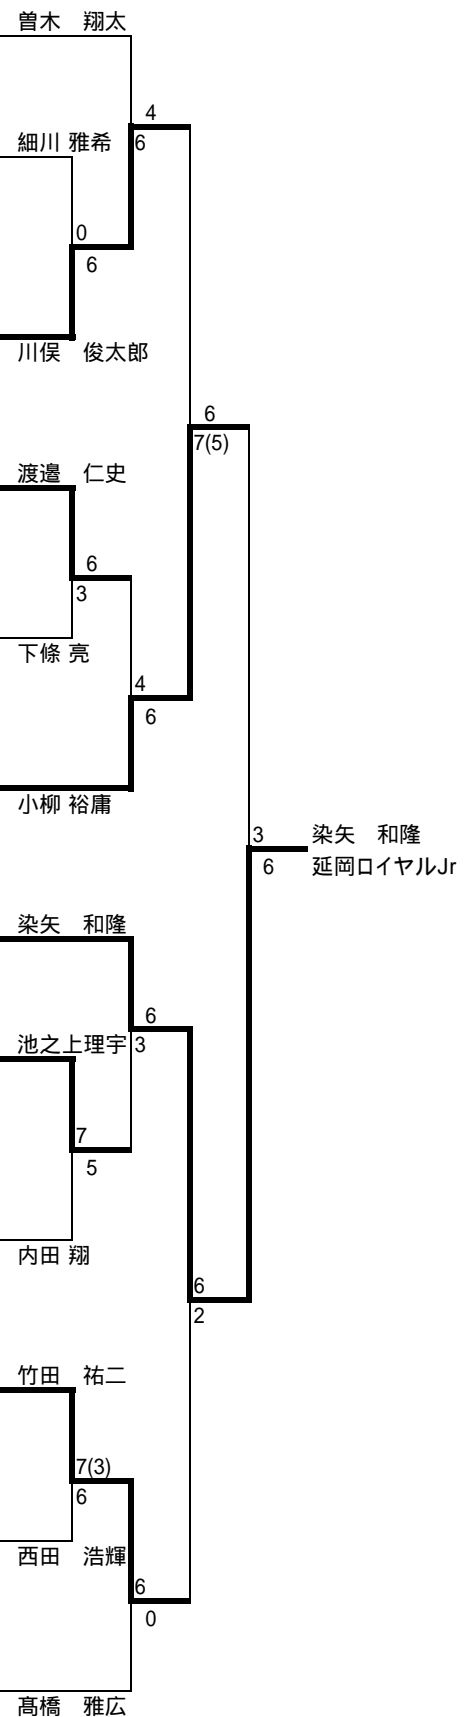 曽木　翔太
4
細川 雅希
6
0
6
川俣　俊太郎
6
7(5)
渡邉　仁史
6
3
下條 亮
4
6
小柳 裕庸
3
染矢　和隆
6
延岡ロイヤルJr
染矢　和隆
6
池之上理宇
3
7
5
内田 翔
6
2
竹田　祐二
7(3)
6
西田　浩輝
6
0
髙橋　雅広